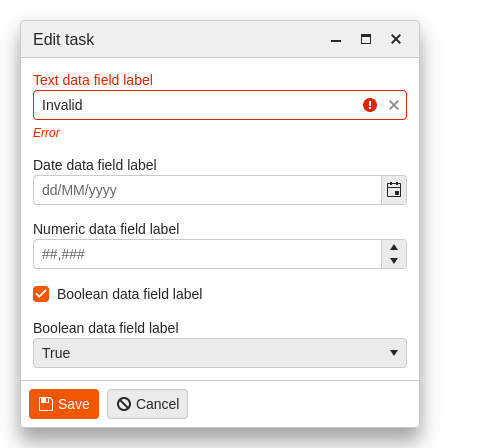 Edit task
Text data field label
Invalid
Error
Date data field label
dd/MM/yyyy
Numeric data field label
##,###
Boolean data field label
Boolean data field label
True
Save Cancel